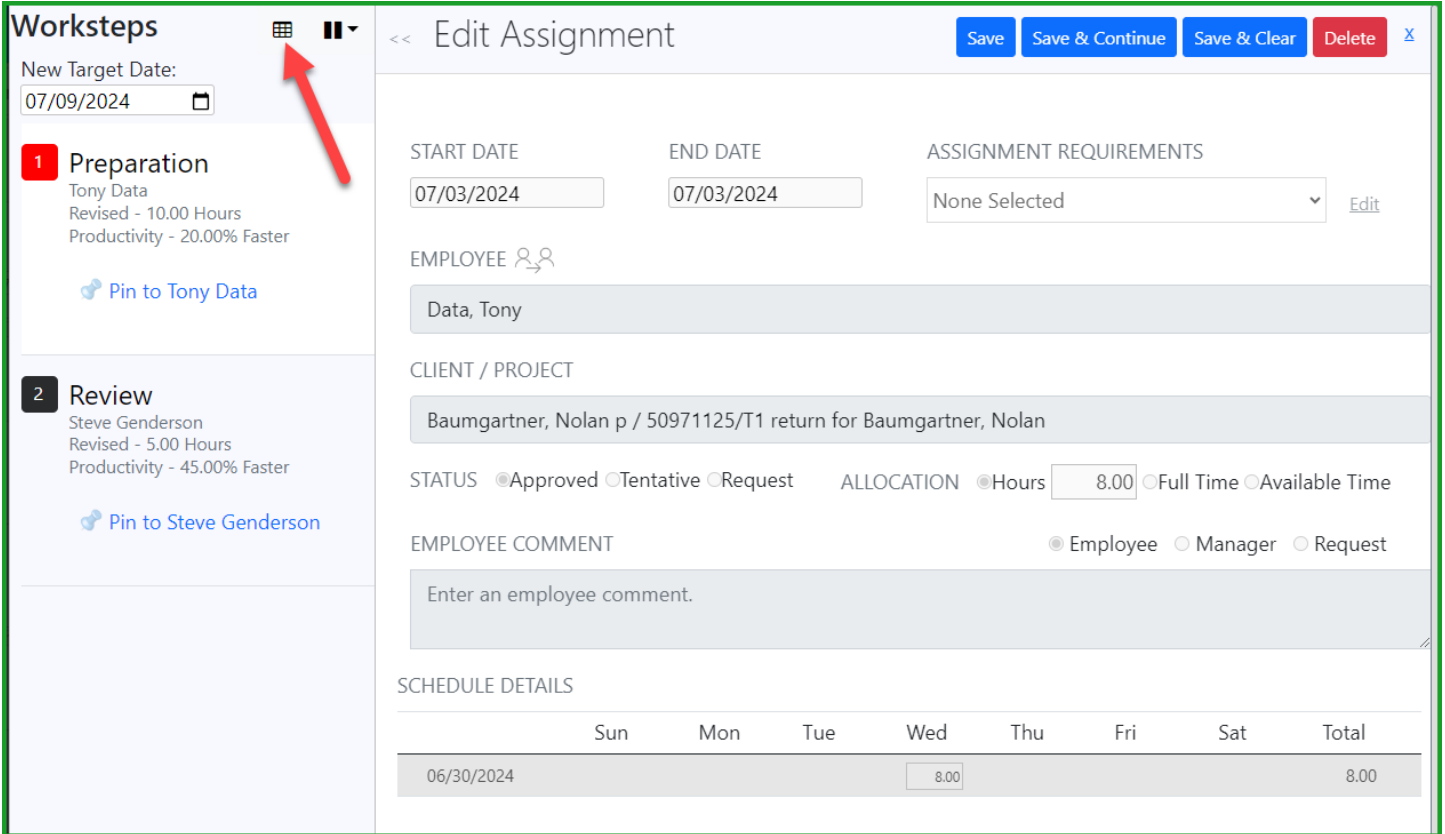 Worksteps
New Target Date:
07/09/2024
1 Preparation
Tony Data
Revised - 10.00 Hours
Productivity - 20.00% Faster
Pin to Tony Data
2 Review
Steve Genderson
Revised - 5.00 Hours
Productivity - 45.00% Faster
Pin to Steve Genderson
<< Edit Assignment Save Save & Continue Save & Clear Delete x
START DATE END DATE ASSIGNMENT REQUIREMENTS
07/03/2024 07/03/2024 None Selected Edit
EMPLOYEE
Data, Tony
CLIENT / PROJECT
Baumgartner, Nolan p / 50971125/T1 return for Baumgartner, Nolan
STATUS Approved Tentative Request ALLOCATION Hours 8.00 Full Time Available Time
EMPLOYEE COMMENT Employee Manager Request
Enter an employee comment.
SCHEDULE DETAILS
Sun Mon Tue Wed Thu Fri Sat Total
06/30/2024 8.00 8.00